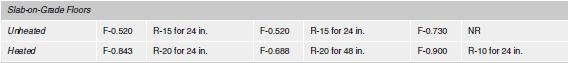 Slab-on-Grade Floors
Unheated F-0.520 R-15 for 24 in. F-0.520 R-15 for 24 in. F-0.730 NR
Heated F-0.843 R-20 for 24 in. F-0.688 R-20 for 48 in. F-0.900 R-10 for 24 in.